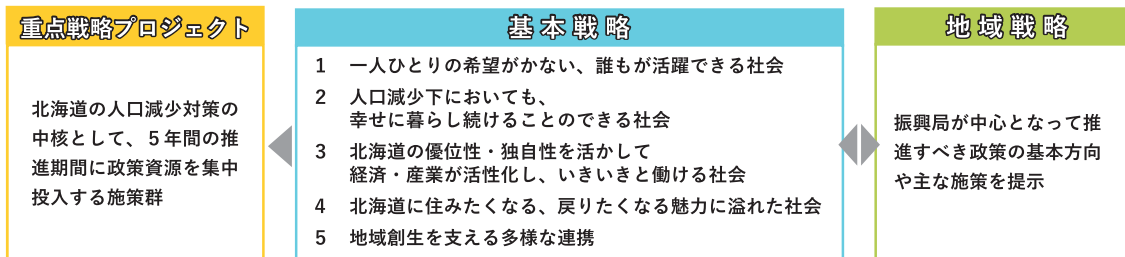 重点戦略プロジェクト
北海道の人口減少対策の
中核として、５年間の推
進期間に政策資源を集中
投入する施策群
基本戦略
1 一人ひとりの希望がかない、誰もが活躍できる社会
2 人口減少下においても、
幸せに暮らし続けることのできる社会
3 北海道の優位性・独自性を活かして
経済・産業が活性化し、いきいきと働ける社会
4 北海道に住みたくなる、戻りたくなる魅力に溢れた社会
5 地域創生を支える多様な連携
地域戦略
振興局が中心となって推
進すべき政策の基本方向
や主な施策を提示